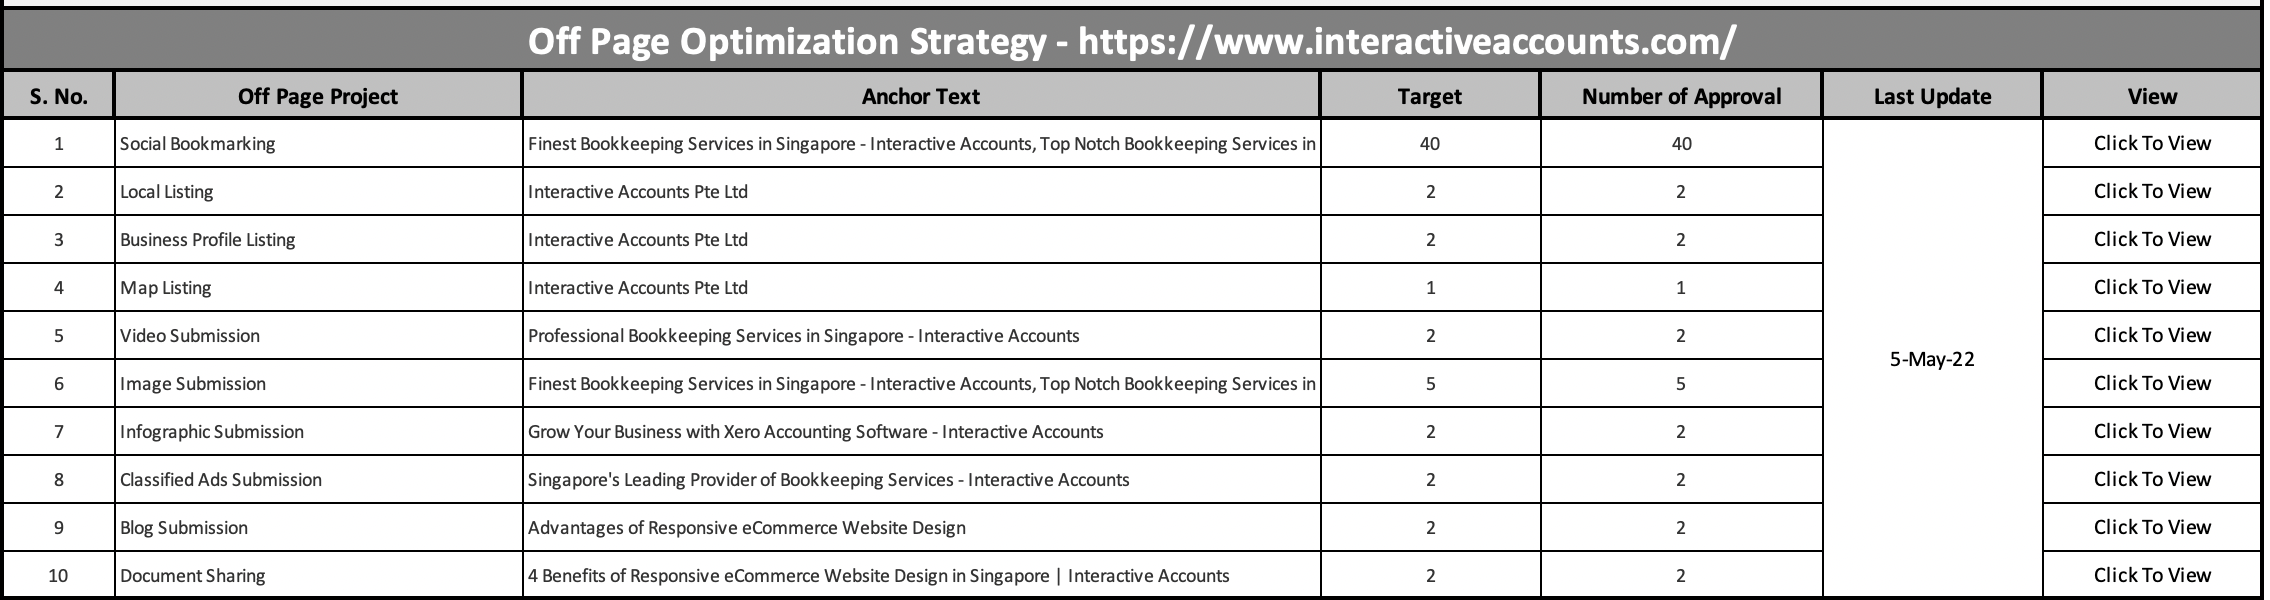 Off Page Optimization Strategy - https://www.interactiveaccounts.com/
S. No. Off Page Project Anchor Text Target Number of Approval Last Update View
1 Social Bookmarking Finest Bookkeeping Services in Singapore - Interactive Accounts, Top Notch Bookkeeping Services in 40 40 Click To View
2 Local Listing Interactive Accounts Pte Ltd 2 2 Click To View
3 Business Profile Listing Interactive Accounts Pte Ltd 2 2 Click To View
4 Map Listing Interactive Accounts Pte Ltd 1 1 Click To View
5 Video Submission Professional Bookkeeping Services in Singapore - Interactive Accounts 2 2 Click To View
5-May-22
6 Image Submission Finest Bookkeeping Services in Singapore - Interactive Accounts, Top Notch Bookkeeping Services in 5 5 Click To View
7 Infographic Submission Grow Your Business with Xero Accounting Software - Interactive Accounts 2 2 Click To View
8 Classified Ads Submission Singapore's Leading Provider of Bookkeeping Services - Interactive Accounts 2 2 Click To View
9 Blog Submission Advantages of Responsive eCommerce Website Design 2 2 Click To View
10 Document Sharing 4 Benefits of Responsive eCommerce Website Design in Singapore | Interactive Accounts 2 2 Click To View